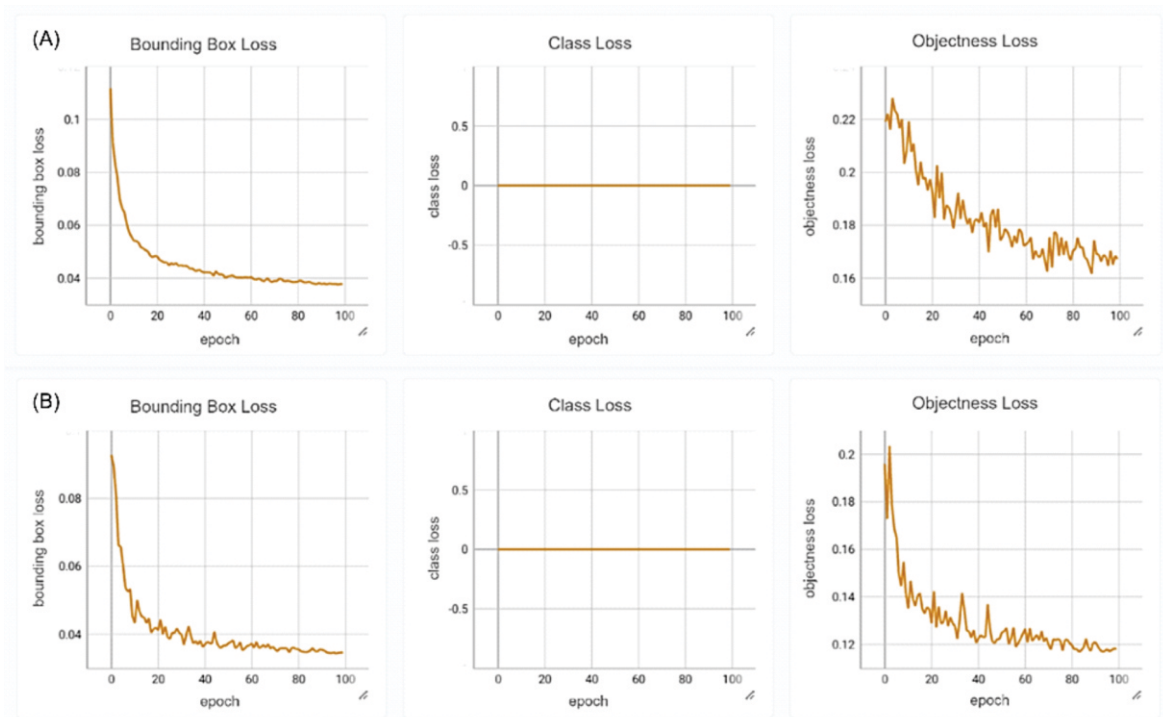 (A)
Bounding Box Loss
bounding box loss
0.1
0.08
0.06
0.04
0 20 40 60 80 100
epoch
Class Loss
class loss
0.5
0
-0.5
0 20 40 60 80 100
epoch
Objectness Loss
objectness loss
0.22
0.2
0.18
0.16
0 20 40 60 80 100
epoch
(B)
Bounding Box Loss
bounding box loss
0.08
0.06
0.04
0 20 40 60 80 100
epoch
Class Loss
class loss
0.5
0
-0.5
0 20 40 60 80 100
epoch
Objectness Loss
objectness loss
0.2
0.18
0.16
0.14
0.12
0 20 40 60 80 100
epoch